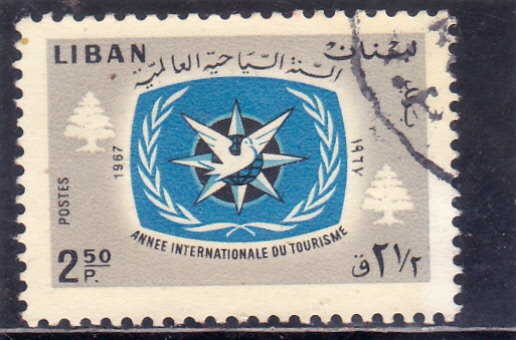 LIBAN
لبنان
السنة السياحية العالمية
1967
١٩٦٧
POSTES
ANNEE INTERNATIONALE DU TOURISME
2.50 P.
٢ ١/٢ ق